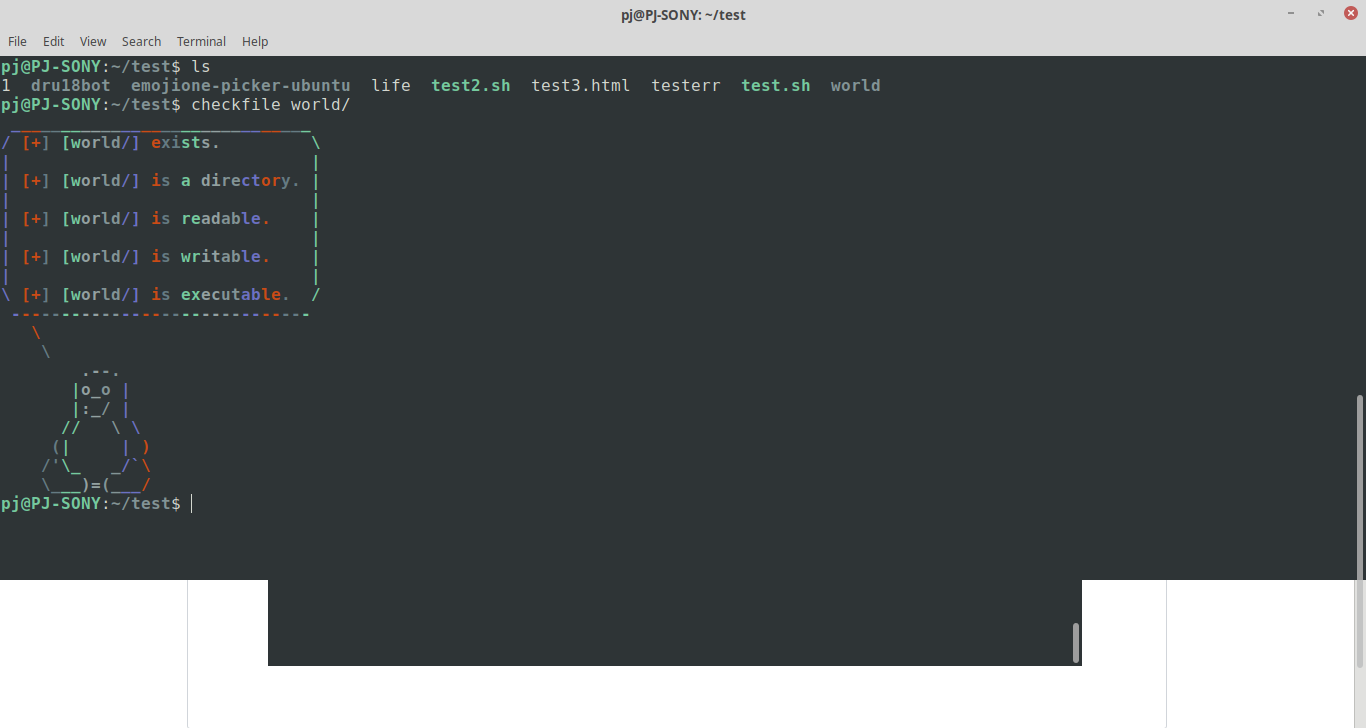 pj@PJ-SONY: ~/test
File Edit View Search Terminal Help
pj@PJ-SONY:~/test$ ls
1  dru18bot  emojione-picker-ubuntu  life  test2.sh  test3.html  testerr  test.sh  world
pj@PJ-SONY:~/test$ checkfile world/
 ______________________________
/ [+] [world/] exists.         \
|                              |
| [+] [world/] is a directory. |
|                              |
| [+] [world/] is readable.    |
|                              |
| [+] [world/] is writable.    |
|                              |
\ [+] [world/] is executable.  /
 ------------------------------
   \
    \
        .--.
       |o_o |
       |:_/ |
      //   \ \
     (|     | )
    /'\_   _/`\
    \___)=(___/
pj@PJ-SONY:~/test$